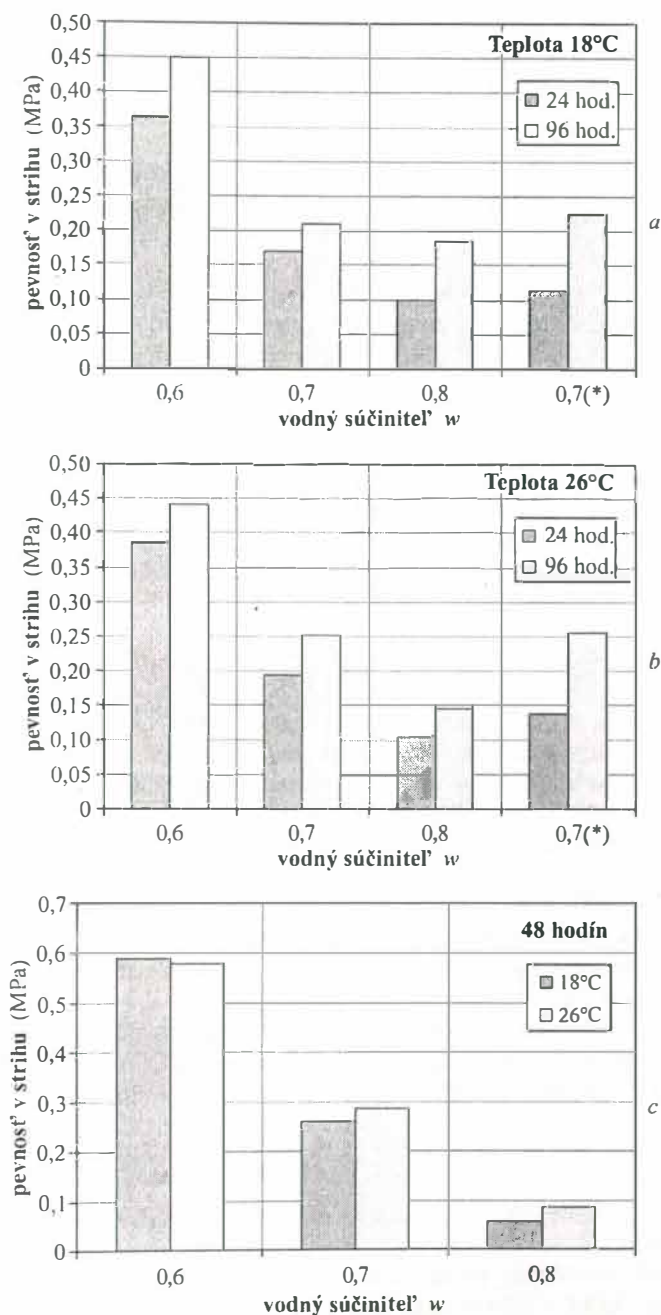 0,50
0,45
0,40
0,35
0,30
0,25
0,20
0,15
0,10
0,05
0
pevnosť v strihu (MPa)
Teplota 18°C
24 hod.
96 hod.
a
0,6 0,7 0,8 0,7(*)
vodný súčiniteľ w
0,50
0,45
0,40
0,35
0,30
0,25
0,20
0,15
0,10
0,05
0
pevnosť v strihu (MPa)
Teplota 26°C
24 hod.
96 hod.
b
0,6 0,7 0,8 0,7(*)
vodný súčiniteľ w
0,7
0,6
0,5
0,4
0,3
0,2
0,1
0
pevnosť v strihu (MPa)
48 hodín
18°C
26°C
c
0,6 0,7 0,8
vodný súčiniteľ w